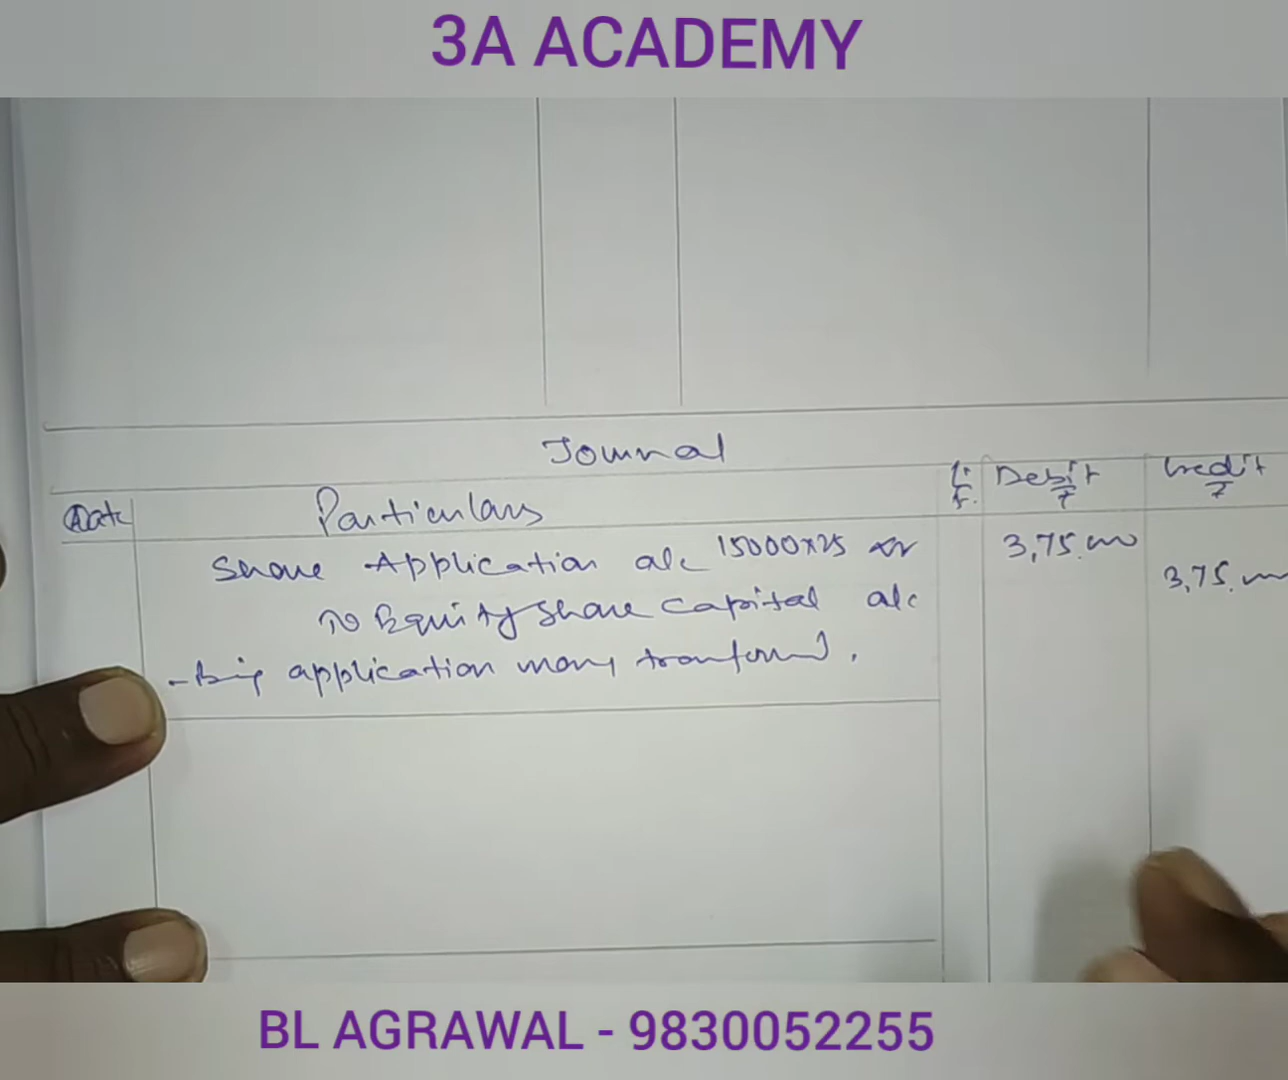 3A ACADEMY
Journal
Date Particulars L.F. Debit ₹ Credit ₹
Share Application a/c 15000x25 Dr 3,75,000
To Equity Share Capital a/c 3,75,000
- Being application money transferred.
BL AGRAWAL - 9830052255